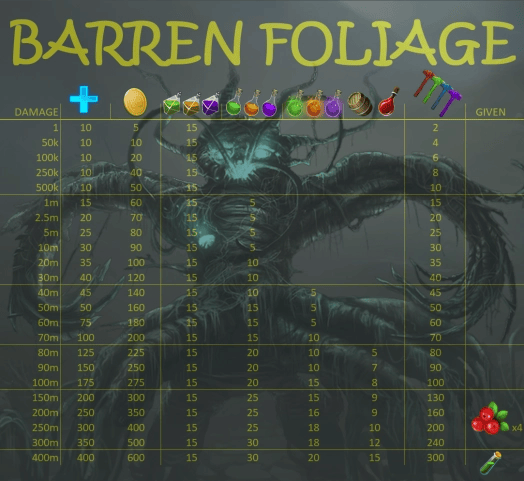 BARREN FOLIAGE
DAMAGE GIVEN
1 10 5 15 2
50k 10 10 15 4
100k 10 20 15 6
250k 10 40 15 8
500k 10 50 15 10
1m 15 60 15 5 15
2.5m 20 70 15 5 20
5m 25 80 15 5 25
10m 30 90 15 5 30
20m 35 100 15 10 35
30m 40 120 15 10 40
40m 45 140 15 10 5 45
50m 50 160 15 15 5 50
60m 75 180 15 15 5 60
70m 100 200 15 15 10 70
80m 125 225 15 20 10 5 80
90m 150 250 15 20 10 7 90
100m 175 275 15 20 15 8 100
150m 200 300 15 25 15 9 130
200m 250 350 15 25 16 9 160 x4
250m 300 400 15 25 18 10 200
300m 350 500 15 30 18 12 240
400m 400 600 15 30 20 15 300